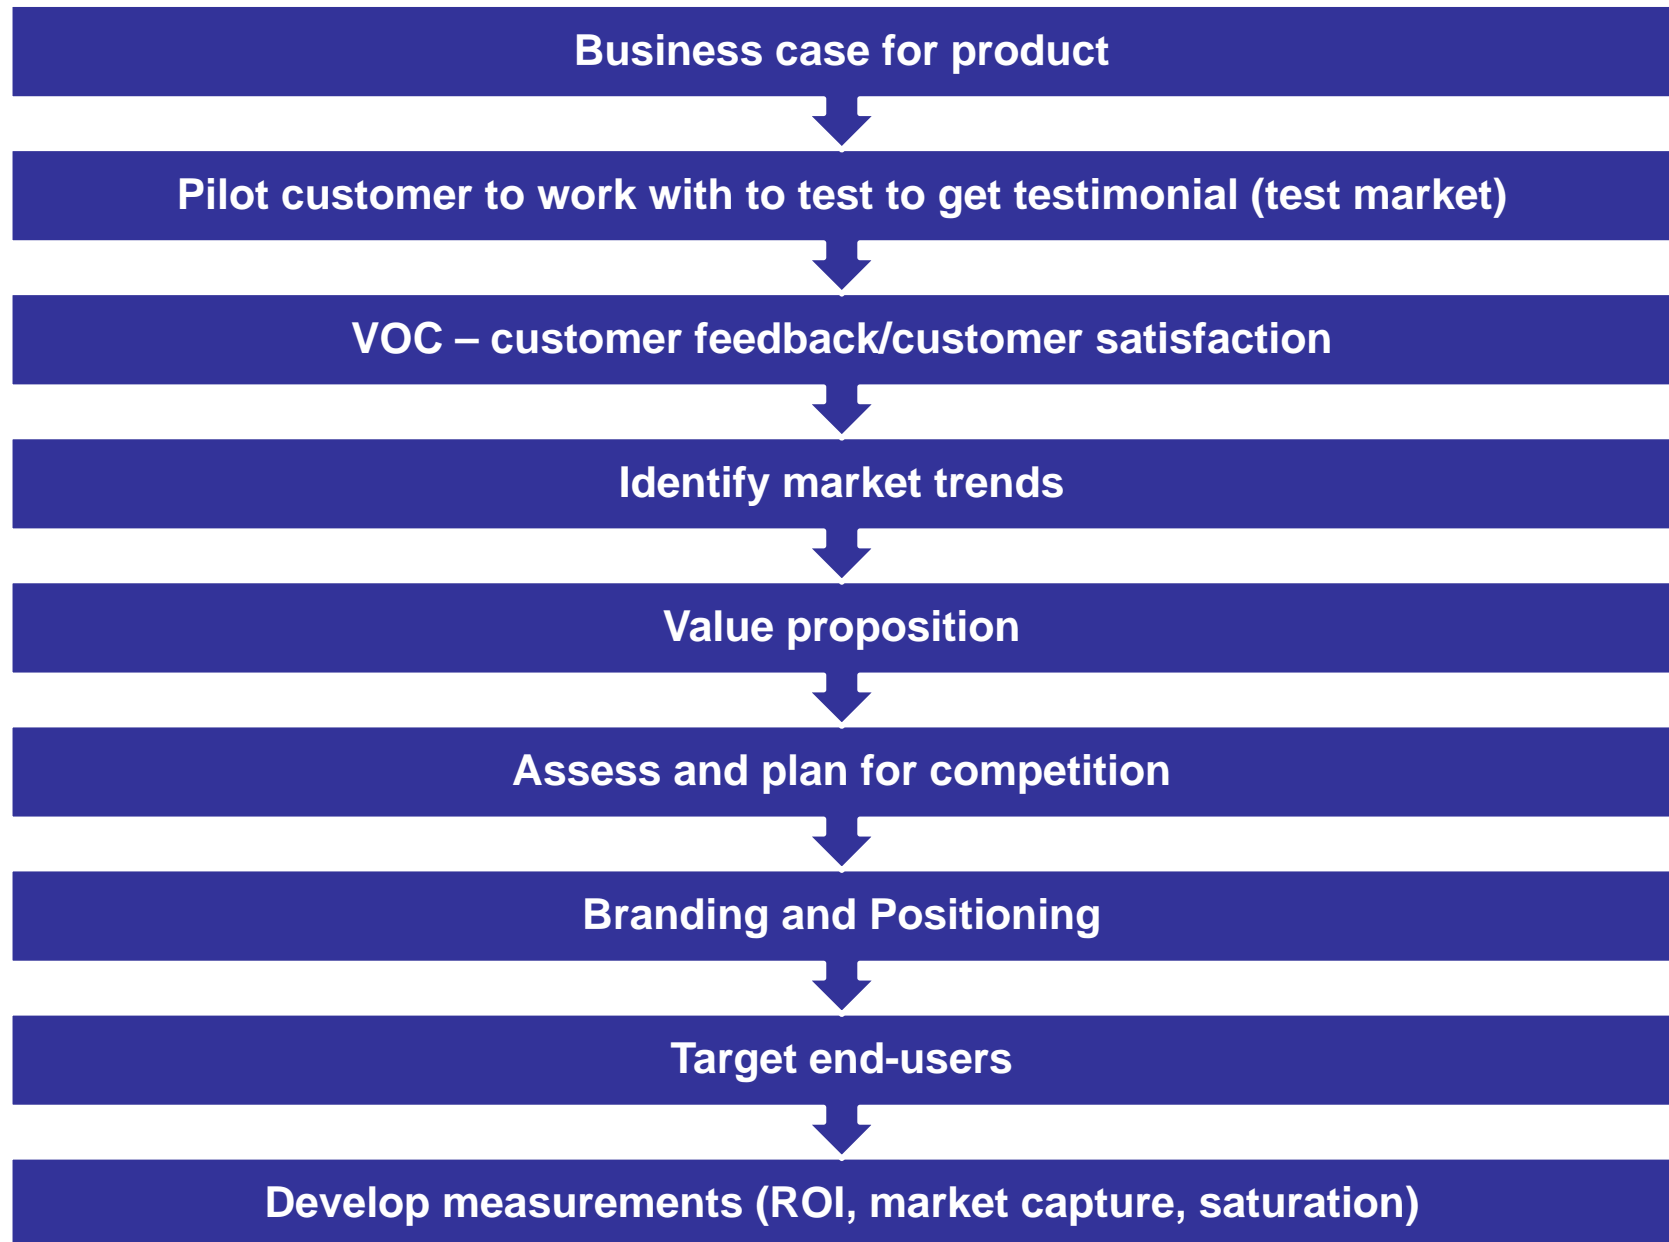 Business case for product
Pilot customer to work with to test to get testimonial (test market)
VOC – customer feedback/customer satisfaction
Identify market trends
Value proposition
Assess and plan for competition
Branding and Positioning
Target end-users
Develop measurements (ROI, market capture, saturation)